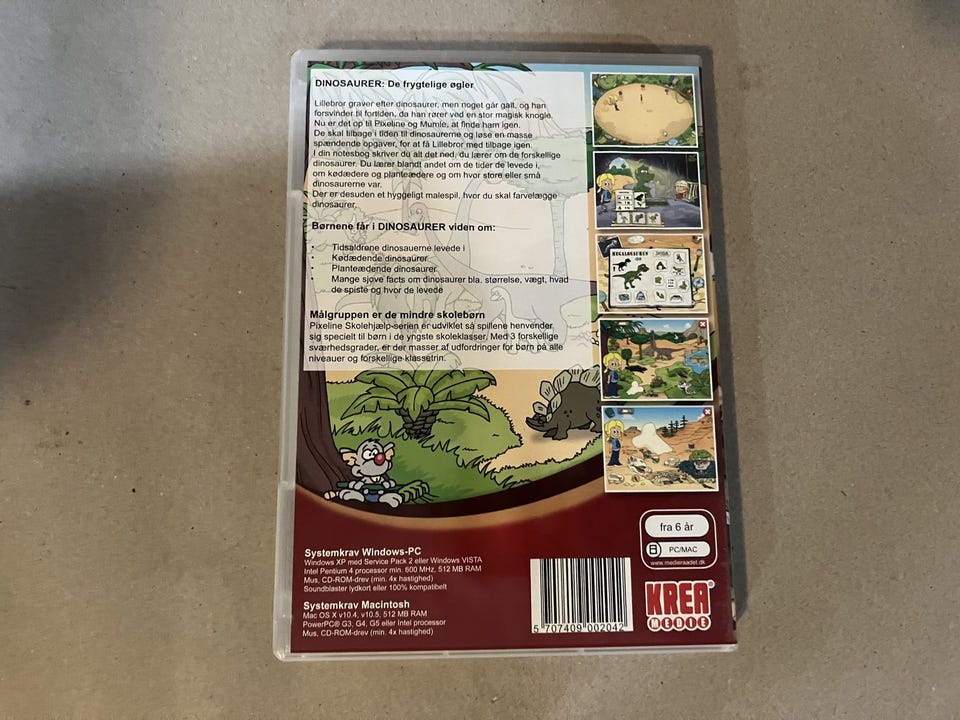 DINOSAURER: De frygtelige øgler
Lillebror graver efter dinosaurer, men noget går galt, og han
forsvinder til fortiden, da han rører ved en stor magisk knogle.
Nu er det op til Pixeline og Mumle, at finde ham igen.
De skal tilbage i tiden til dinosaurerne og løse en masse
spændende opgaver, for at få Lillebror med tilbage igen.
I din notesbog skriver du alt det ned, du lærer om de forskellige
dinosaurer. Du lærer blandt andet om de tider de levede i,
om kødædere og planteædere og om hvor store eller små
dinosaurerne var.
Der er desuden et hyggeligt malespil, hvor du skal farvelægge
dinosaurer.
Børnene får i DINOSAURER viden om:
• Tidsaldrene dinosauerne levede i
• Kødædende dinosaurer
• Planteædende dinosaurer
• Mange sjove facts om dinosaurer bla. størrelse, vægt, hvad
de spiste og hvor de levede
Målgruppen er de mindre skolebørn
Pixeline Skolehjælp-serien er udviklet så spillene henvender
sig specielt til børn i de yngste skoleklasser. Med 3 forskellige
sværhedsgrader, er der masser af udfordringer for børn på alle
niveauer og forskellige klassetrin.
MEGALOSAURUS
fra 6 år
PC/MAC
www.medieraadet.dk
Systemkrav Windows-PC
Windows XP med Service Pack 2 eller Windows VISTA
Intel Pentium 4 processor min. 600 MHz, 512 MB RAM
Mus, CD-ROM-drev (min. 4x hastighed)
Soundblaster lydkort eller 100% kompatibelt
Systemkrav Macintosh
Mac OS X v10.4, v10.5, 512 MB RAM
PowerPC® G3, G4, G5 eller Intel processor
Mus, CD-ROM-drev (min. 4x hastighed)
5 707409 002042
KREA®
MEDIE